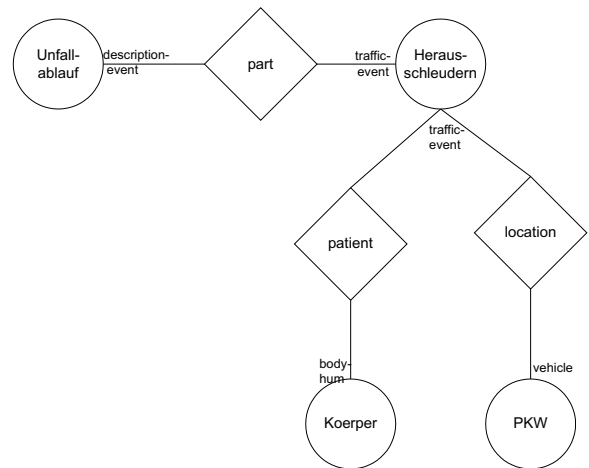 Unfall-
ablauf
description-
event
part
traffic-
event
Heraus-
schleudern
traffic-
event
patient
location
body-
hum
vehicle
Koerper
PKW